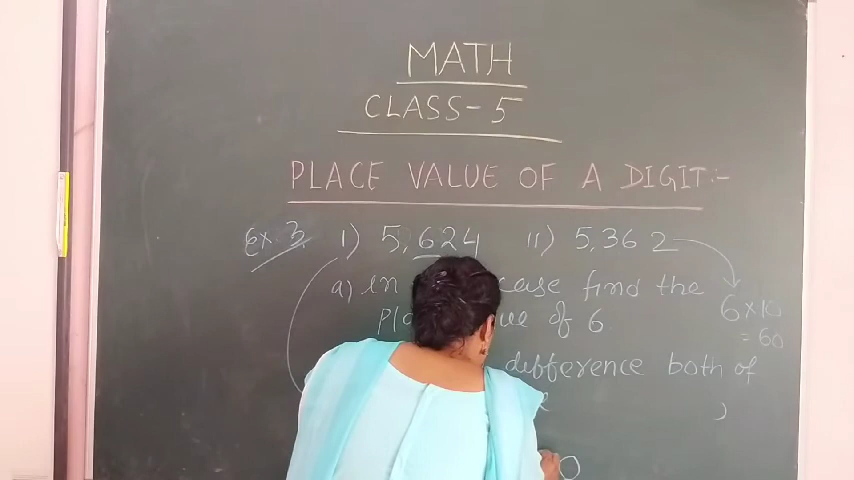 MATH
CLASS-5
PLACE VALUE OF A DIGIT:-
Ex 3 i) 5,624 ii) 5,362
a) In case find the
6×10
ue of 6
= 60
difference both of
0